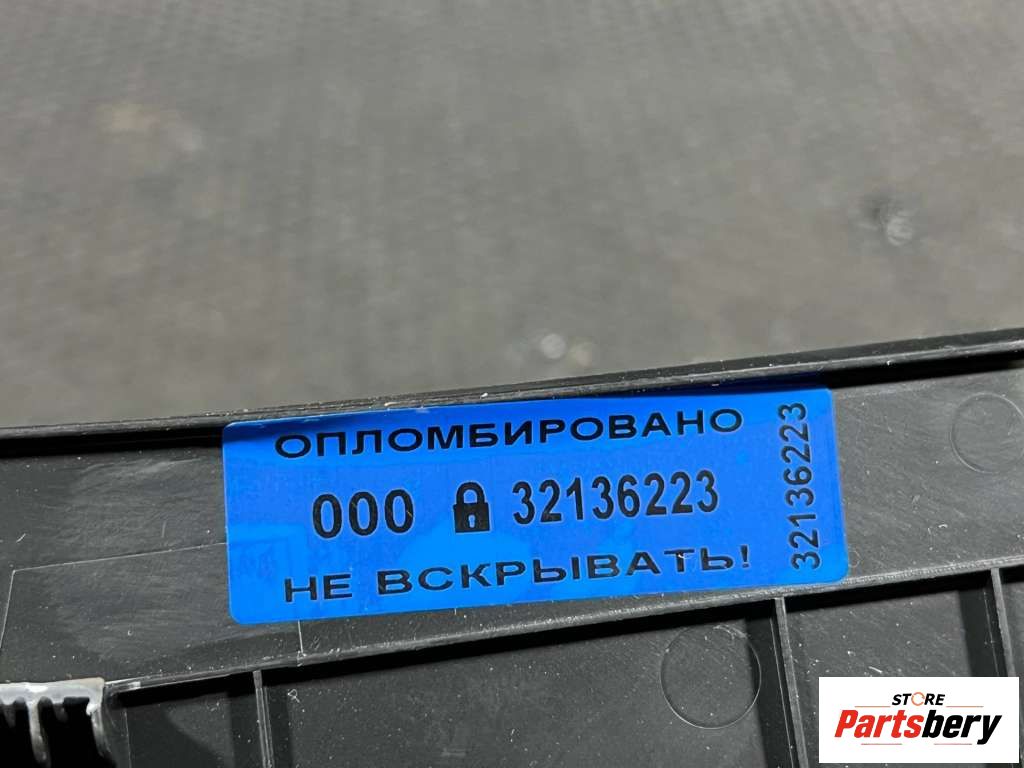 ОПЛОМБИРОВАНО
000 32136223
НЕ ВСКРЫВАТЬ!
32136223
STORE
Partsbery